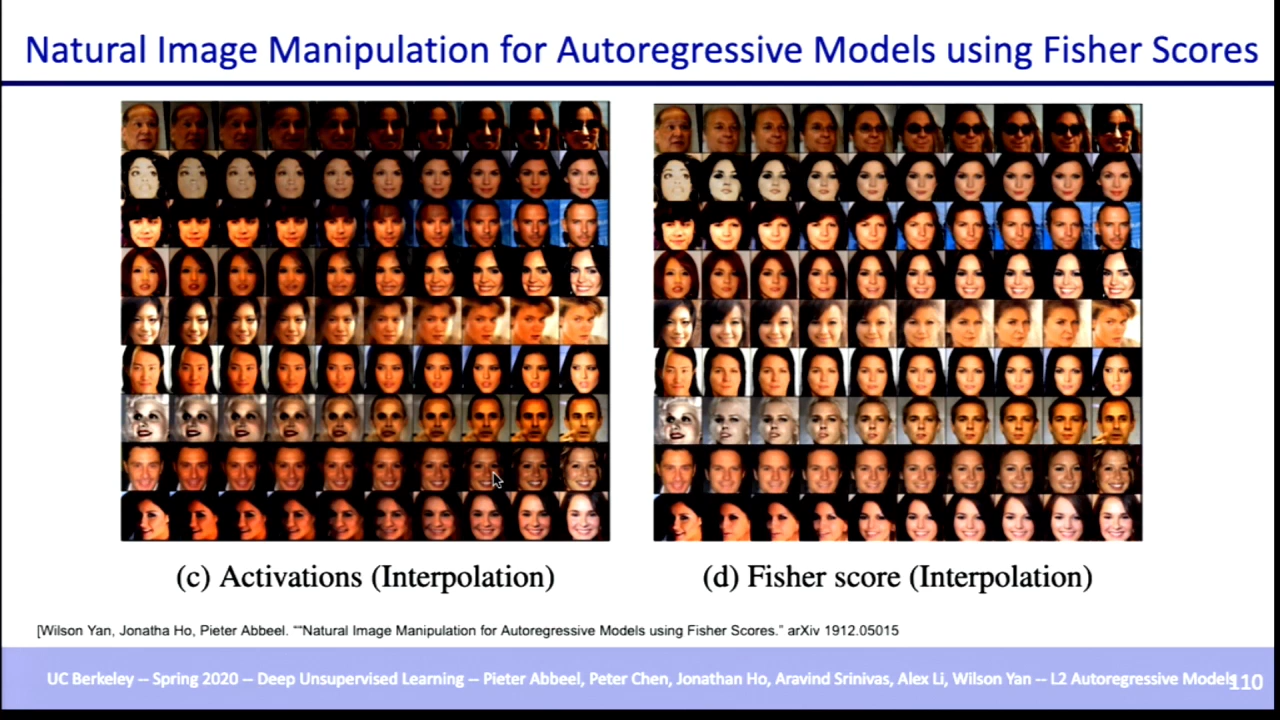 Natural Image Manipulation for Autoregressive Models using Fisher Scores
(c) Activations (Interpolation)
(d) Fisher score (Interpolation)
[Wilson Yan, Jonatha Ho, Pieter Abbeel. "“Natural Image Manipulation for Autoregressive Models using Fisher Scores.” arXiv 1912.05015
UC Berkeley -- Spring 2020 -- Deep Unsupervised Learning -- Pieter Abbeel, Peter Chen, Jonathan Ho, Aravind Srinivas, Alex Li, Wilson Yan -- L2 Autoregressive Models
110